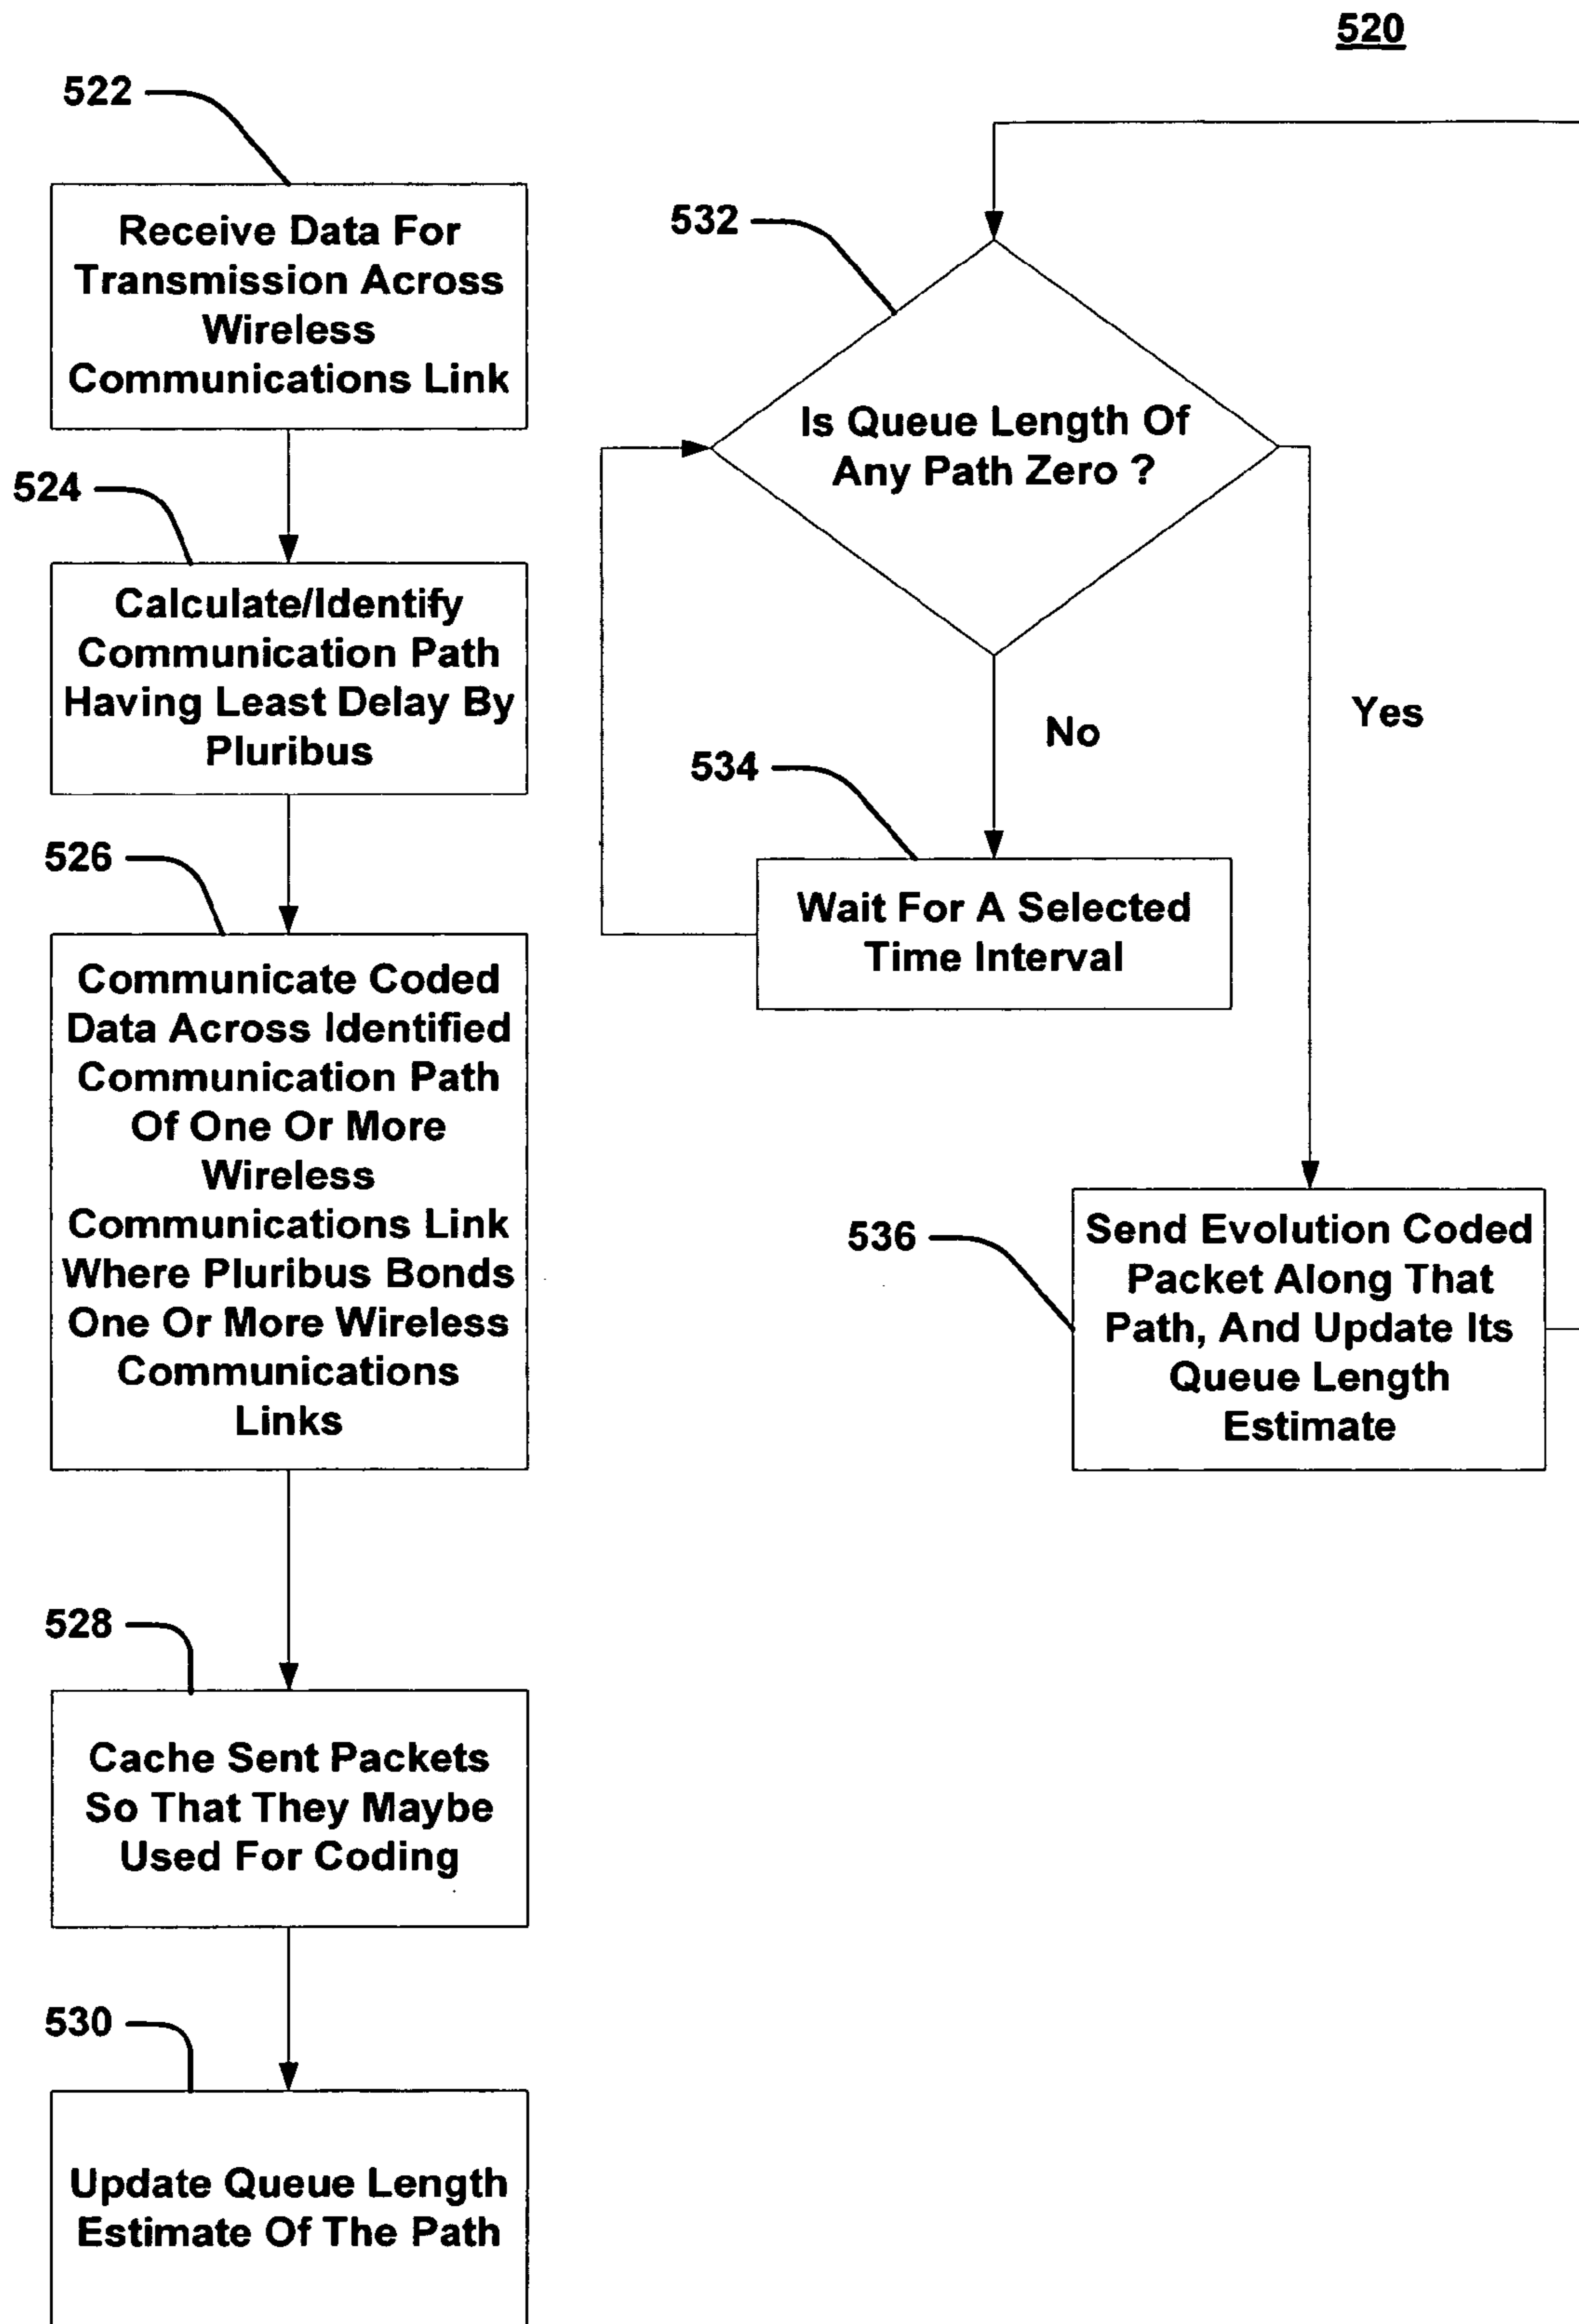 520
522
Receive Data For
Transmission Across
Wireless
Communications Link
524
Calculate/Identify
Communication Path
Having Least Delay By
Pluribus
526
Communicate Coded
Data Across Identified
Communication Path
Of One Or More
Wireless
Communications Link
Where Pluribus Bonds
One Or More Wireless
Communications
Links
528
Cache Sent Packets
So That They Maybe
Used For Coding
530
Update Queue Length
Estimate Of The Path
532
Is Queue Length Of
Any Path Zero ?
No
Yes
534
Wait For A Selected
Time Interval
536
Send Evolution Coded
Packet Along That
Path, And Update Its
Queue Length
Estimate